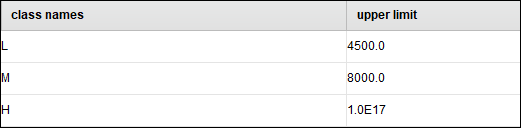 class names upper limit
L 4500.0
M 8000.0
H 1.0E17